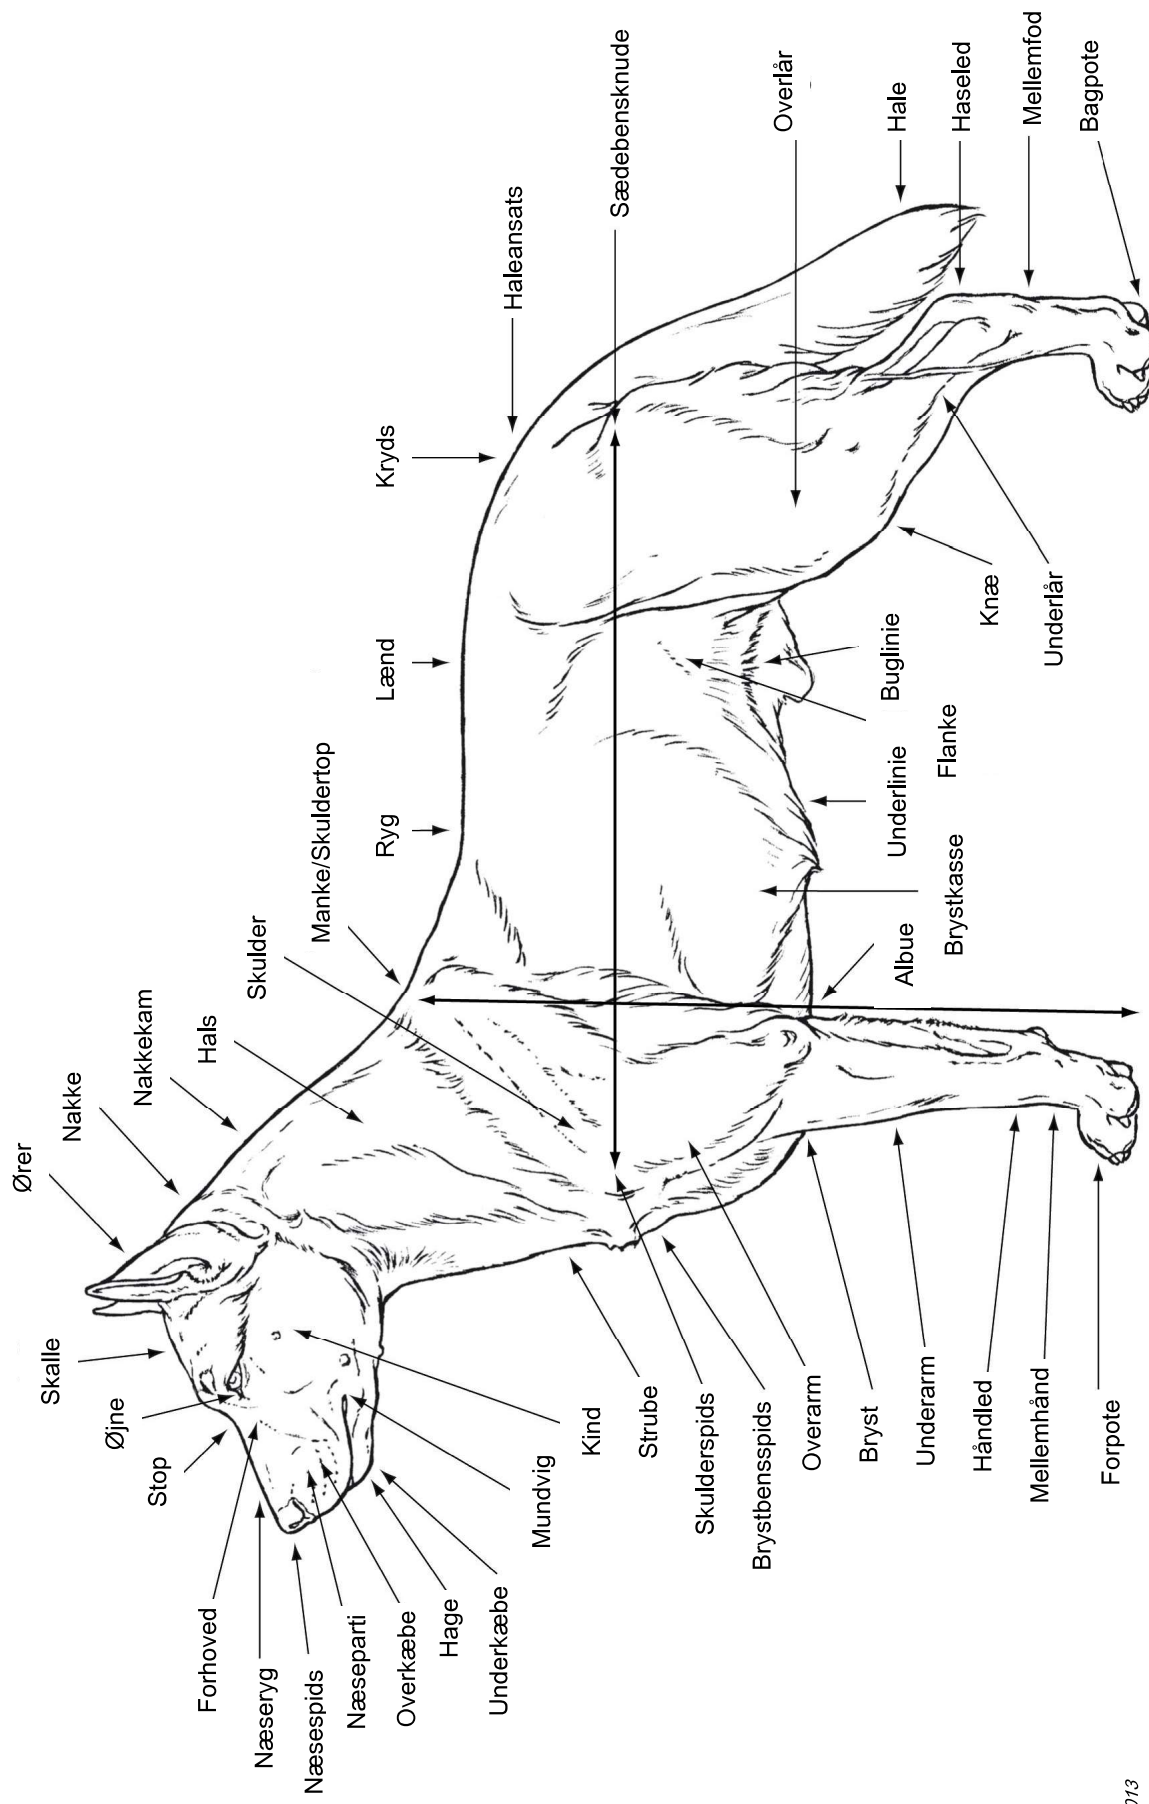 Ører
Nakke
Nakkekam
Hals
Skulder
Manke/Skuldertop
Ryg
Lænd
Kryds
Haleansats
Sædebensknude
Overlår
Hale
Haseled
Mellemfod
Bagpote
Skalle
Øjne
Stop
Forhoved
Næseryg
Næsespids
Næseparti
Overkæbe
Hage
Underkæbe
Mundvig
Kind
Strube
Skulderspids
Brystbensspids
Overarm
Bryst
Underarm
Håndled
Mellemhånd
Forpote
Albue
Brystkasse
Underlinie
Flanke
Buglinie
Knæ
Underlår
013